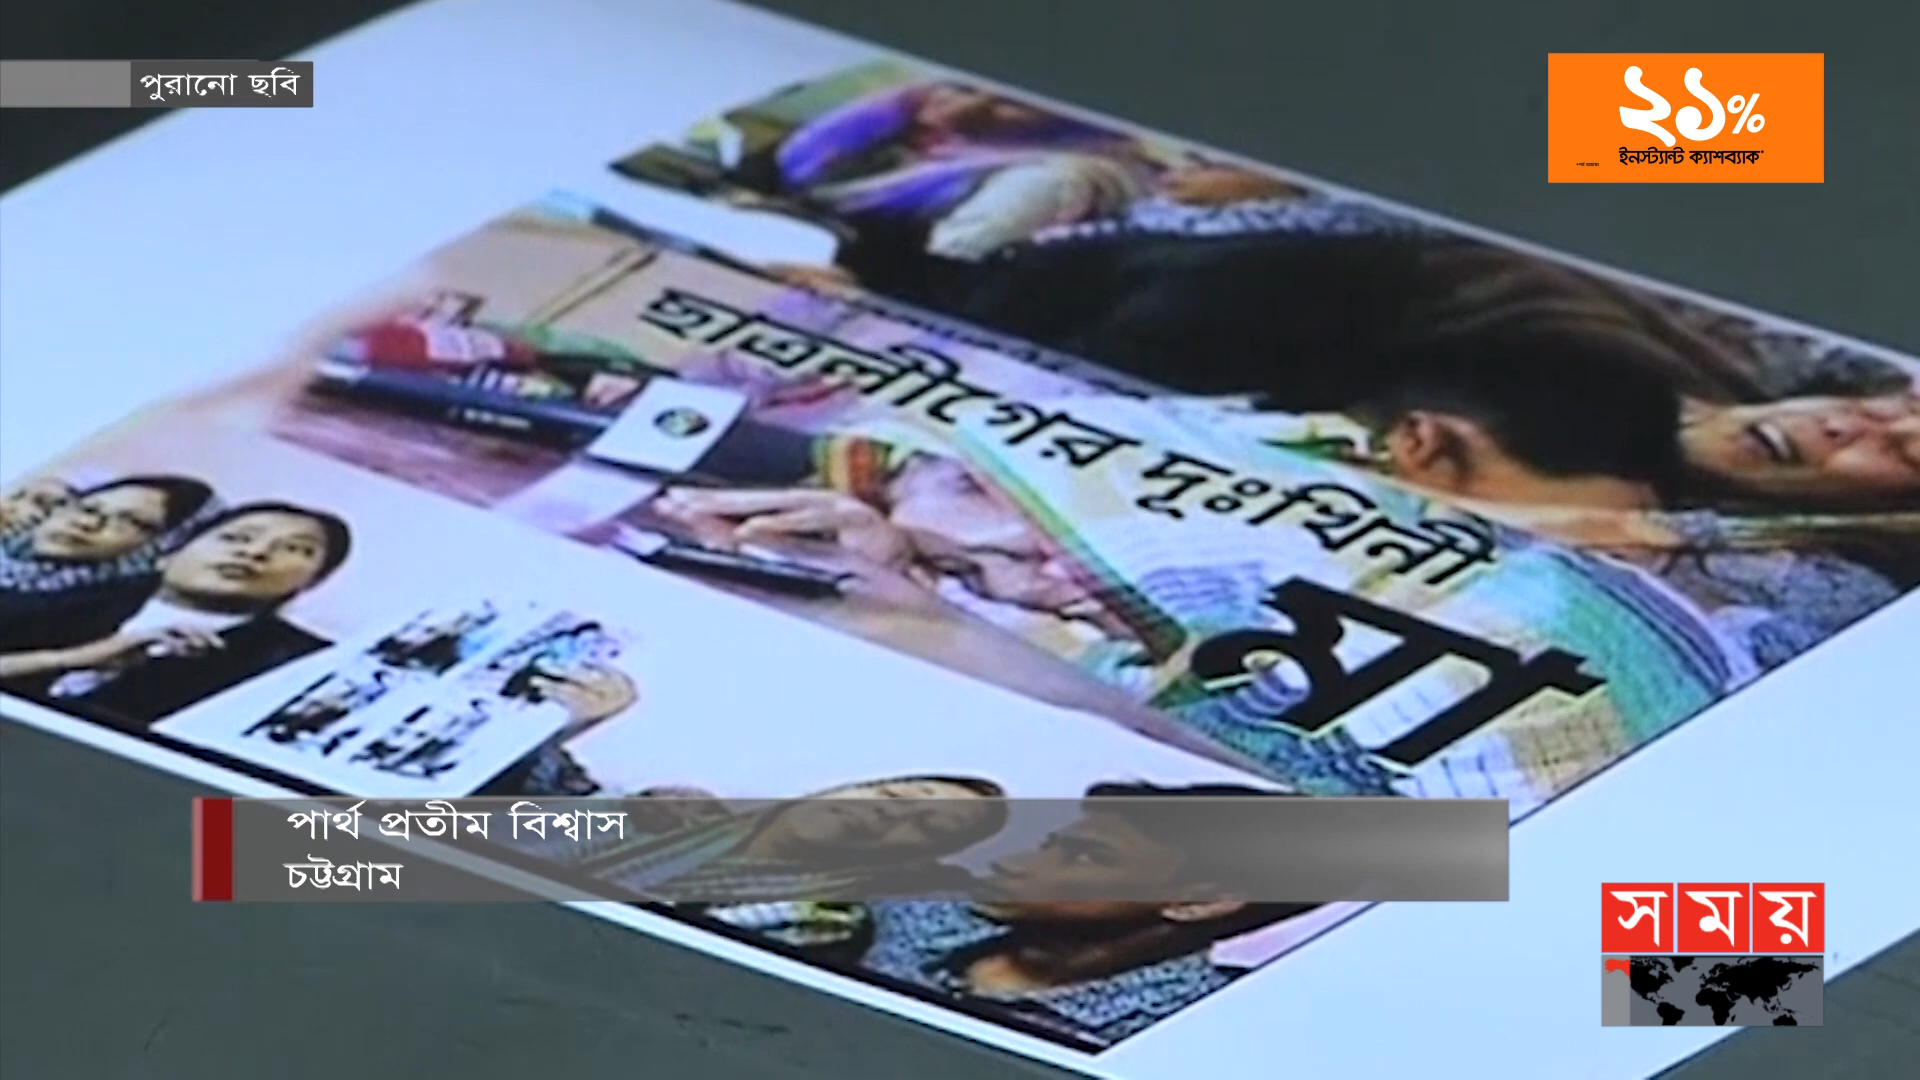 পুরানো ছবি
২১%
ইনস্ট্যান্ট ক্যাশব্যাক*
ছাত্রলীগের দুঃখিনী
মা
পার্থ প্রতীম বিশ্বাস
চট্টগ্রাম
সময়